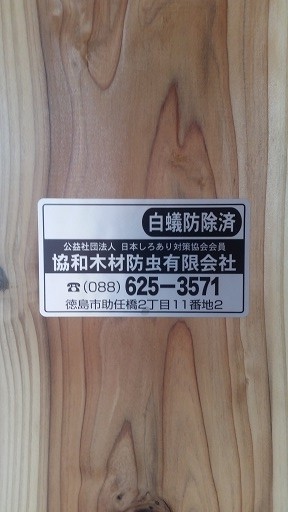 白蟻防除済
公益社団法人 日本しろあり対策協会会員
協和木材防虫有限会社
☎(088) 625-3571
徳島市助任橋2丁目11番地2